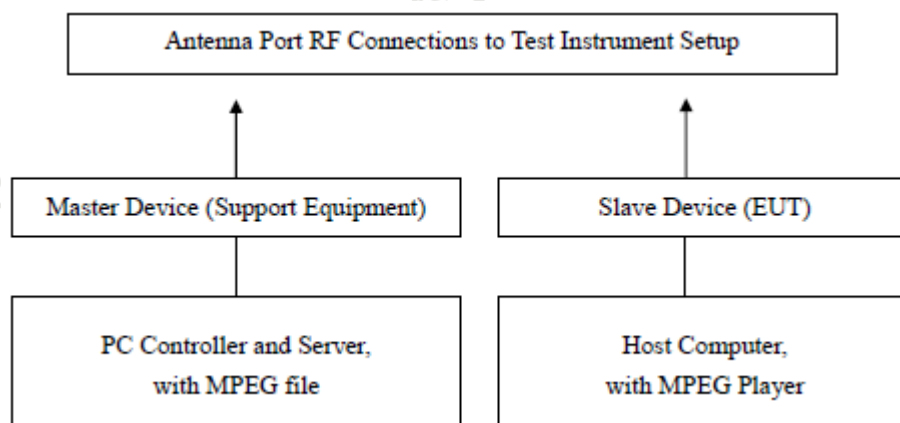 Antenna Port RF Connections to Test Instrument Setup
Master Device (Support Equipment)
Slave Device (EUT)
PC Controller and Server,
with MPEG file
Host Computer,
with MPEG Player